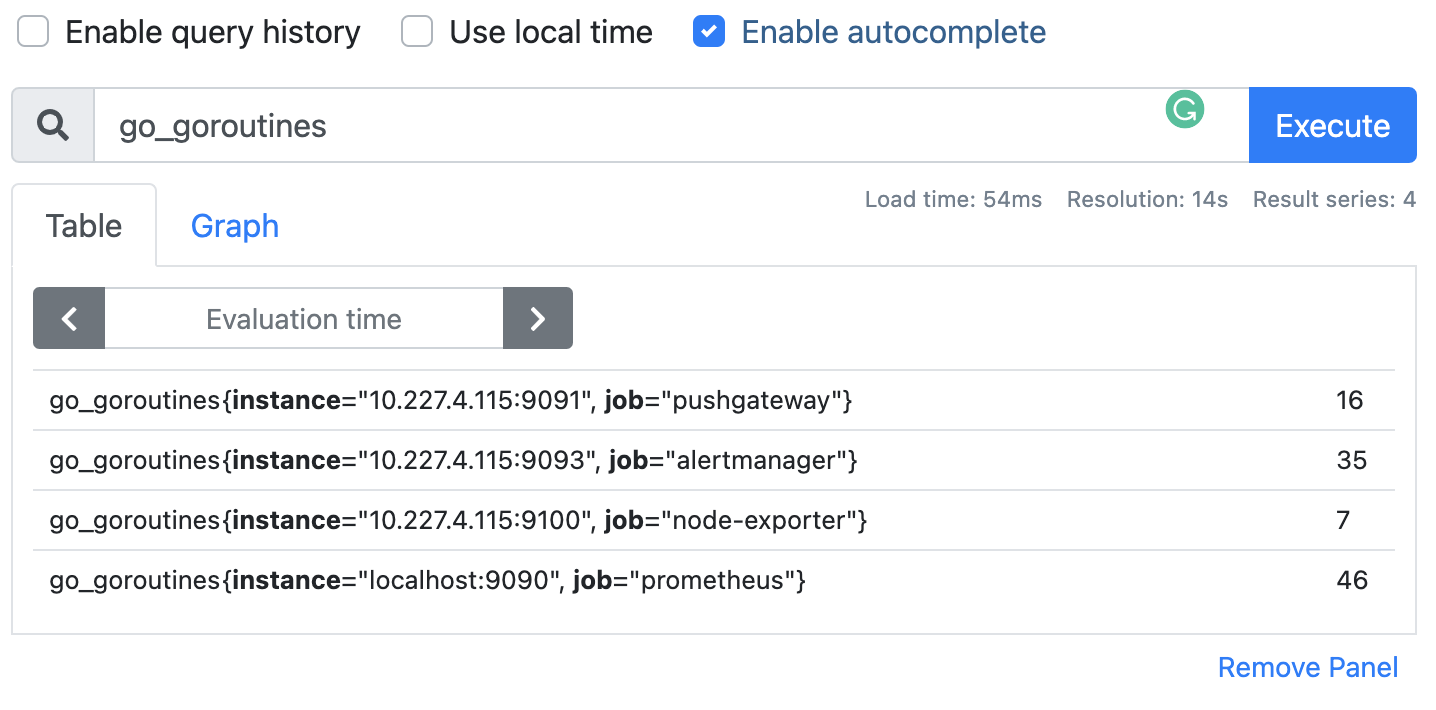 Enable query history Use local time Enable autocomplete
go_goroutines Execute
Load time: 54ms Resolution: 14s Result series: 4
Table Graph
Evaluation time
go_goroutines{instance="10.227.4.115:9091", job="pushgateway"} 16
go_goroutines{instance="10.227.4.115:9093", job="alertmanager"} 35
go_goroutines{instance="10.227.4.115:9100", job="node-exporter"} 7
go_goroutines{instance="localhost:9090", job="prometheus"} 46
Remove Panel